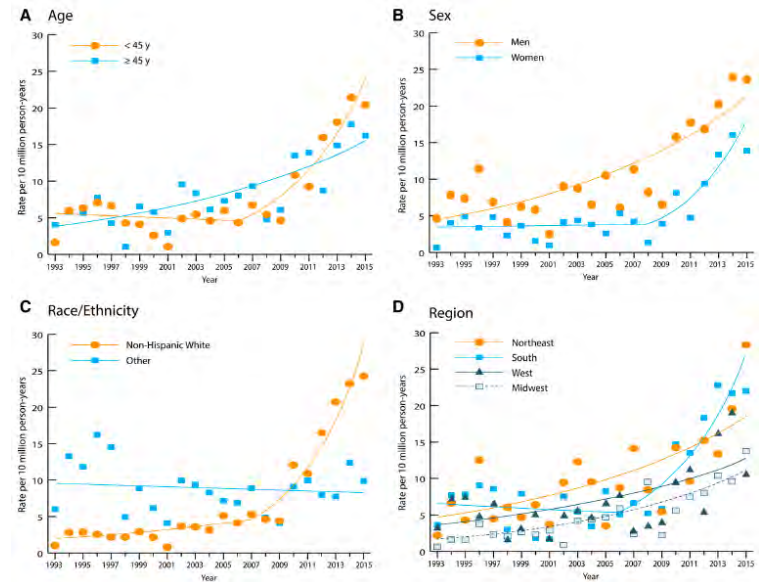 A Age
< 45 y
≥ 45 y
Rate per 10 million person-years
30
25
20
15
10
5
0
1993 1995 1997 1999 2001 2003 2005 2007 2009 2011 2013 2015
Year
B Sex
Men
Women
Rate per 10 million person-years
30
25
20
15
10
5
0
1993 1995 1997 1999 2001 2003 2005 2007 2009 2011 2013 2015
Year
C Race/Ethnicity
Non-Hispanic White
Other
Rate per 10 million person-years
30
25
20
15
10
5
0
1993 1995 1997 1999 2001 2003 2005 2007 2009 2011 2013 2015
Year
D Region
Northeast
South
West
Midwest
Rate per 10 million person-years
30
25
20
15
10
5
0
1993 1995 1997 1999 2001 2003 2005 2007 2009 2011 2013 2015
Year